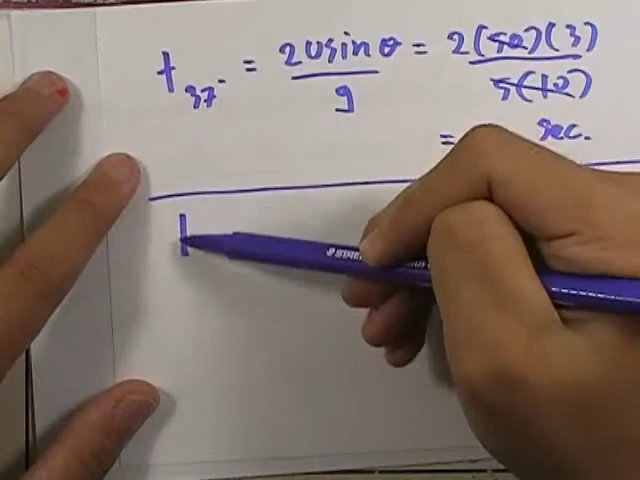 t₃₇° = 2usinθ/g = 2(50)(3)/5(10)
= sec.